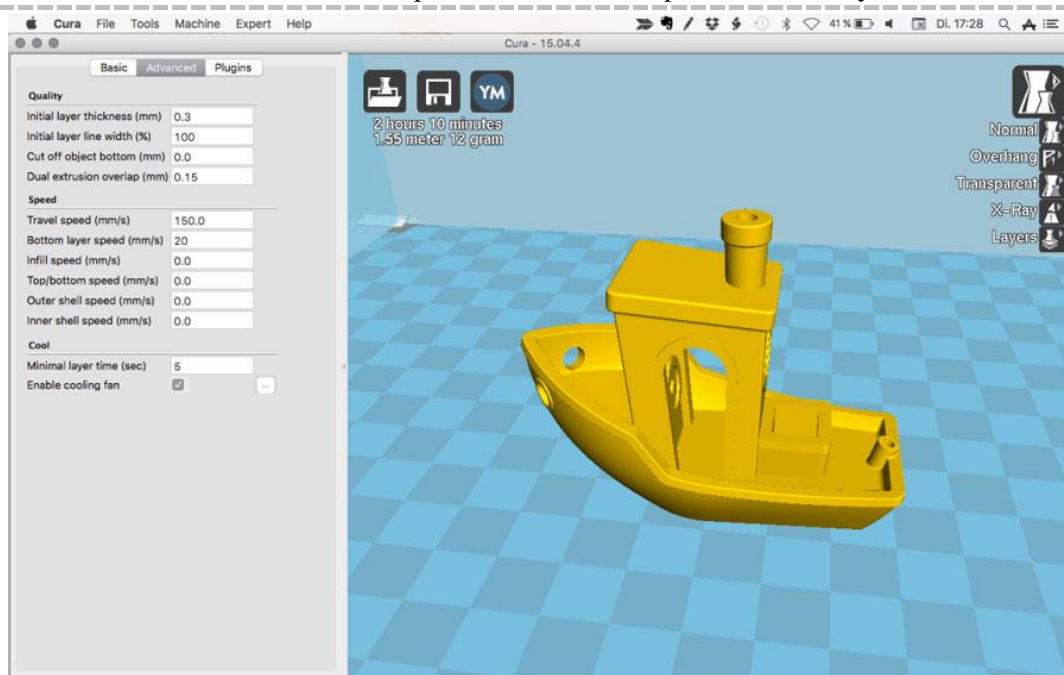 Cura File Tools Machine Expert Help 41% Di. 17:28
Cura - 15.04.4
Basic Advanced Plugins
Quality
Initial layer thickness (mm) 0.3
Initial layer line width (%) 100
Cut off object bottom (mm) 0.0
Dual extrusion overlap (mm) 0.15
Speed
Travel speed (mm/s) 150.0
Bottom layer speed (mm/s) 20
Infill speed (mm/s) 0.0
Top/bottom speed (mm/s) 0.0
Outer shell speed (mm/s) 0.0
Inner shell speed (mm/s) 0.0
Cool
Minimal layer time (sec) 5
Enable cooling fan ...
YM
2 hours 10 minutes
1.55 meter 12 gram
Normal
Overhang
Transparent
X-Ray
Layers